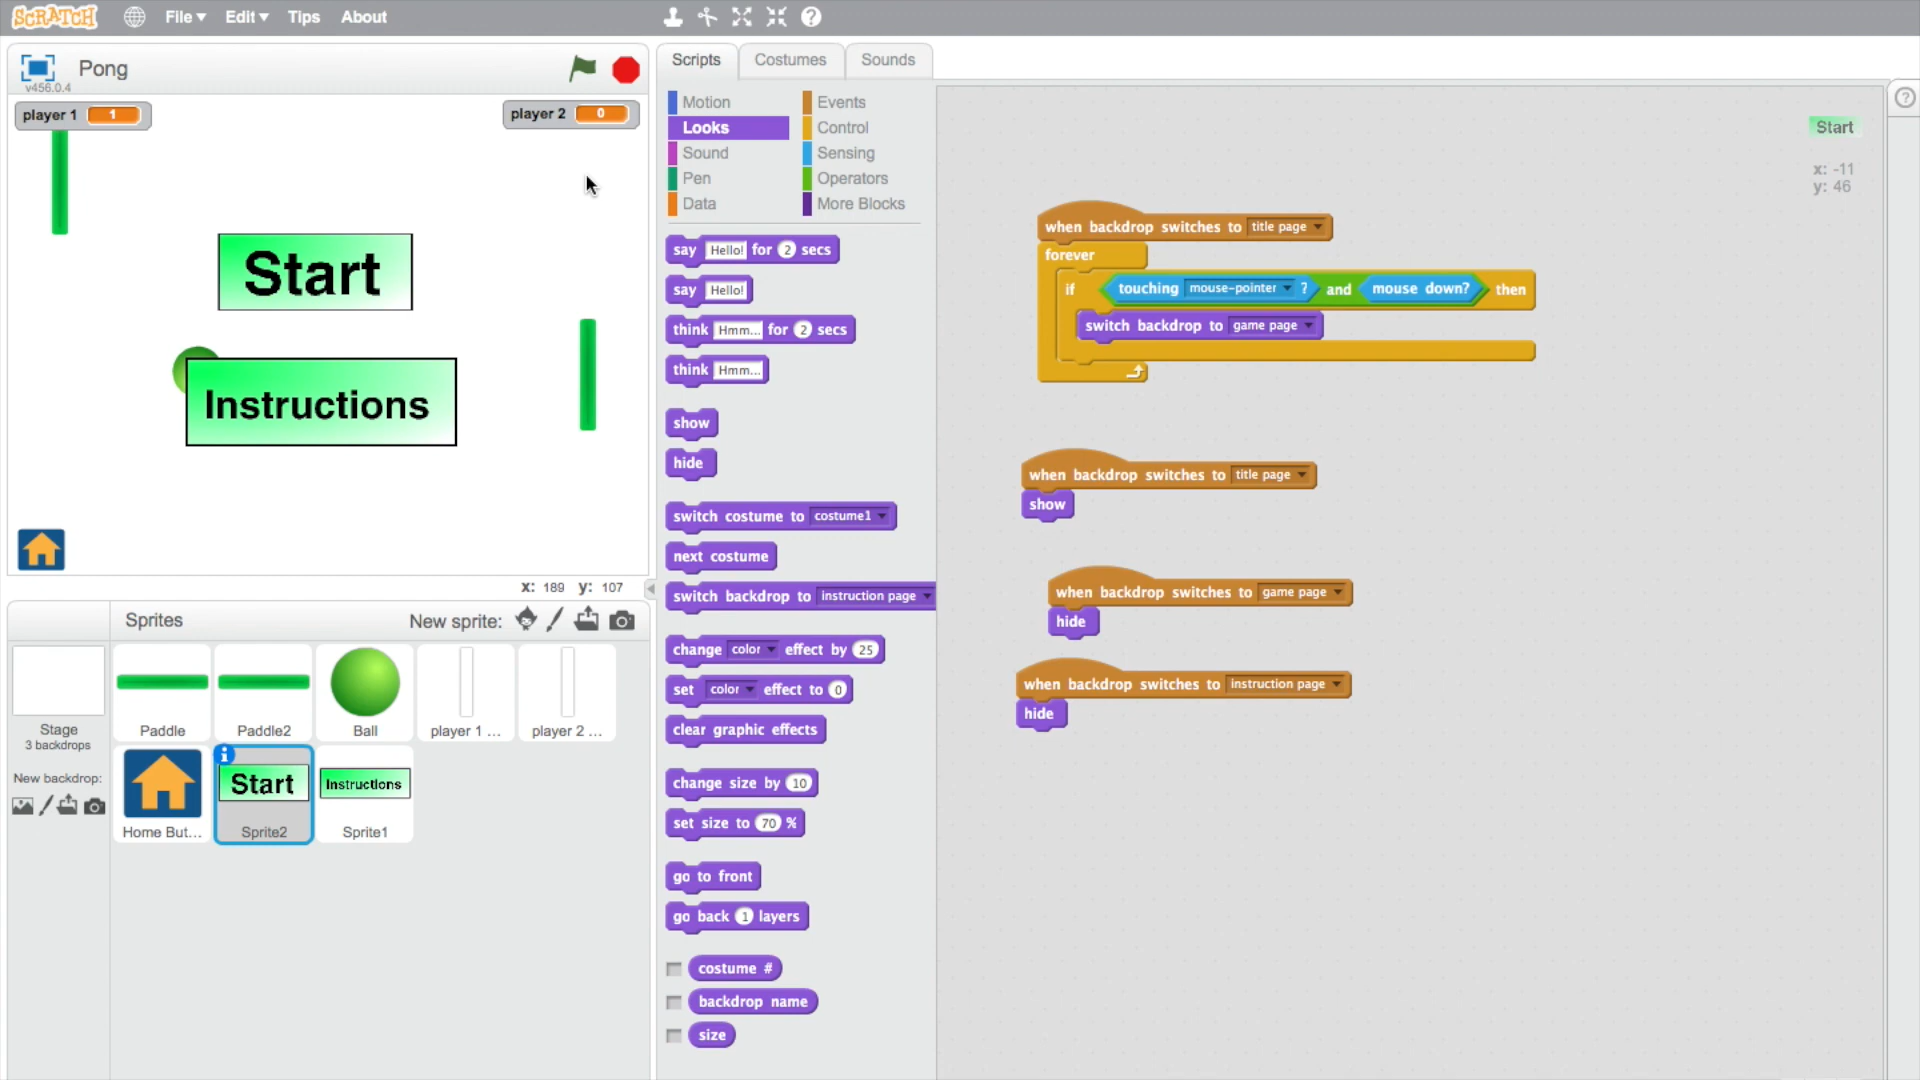 SCRATCH File Edit Tips About
Pong
v456.0.4
player 1 1
player 2 0
Start
Instructions
x: 189 y: 107
Sprites New sprite:
Stage
3 backdrops
New backdrop:
Paddle
Paddle2
Ball
player 1 ...
player 2 ...
Home But...
Start
Sprite2
Instructions
Sprite1
Scripts Costumes Sounds
Motion Events
Looks Control
Sound Sensing
Pen Operators
Data More Blocks
say Hello! for 2 secs
say Hello!
think Hmm... for 2 secs
think Hmm...
show
hide
switch costume to costume1
next costume
switch backdrop to instruction page
change color effect by 25
set color effect to 0
clear graphic effects
change size by 10
set size to 70 %
go to front
go back 1 layers
costume #
backdrop name
size
Start
x: -11
y: 46
when backdrop switches to title page
forever
if touching mouse-pointer ? and mouse down? then
switch backdrop to game page
when backdrop switches to title page
show
when backdrop switches to game page
hide
when backdrop switches to instruction page
hide